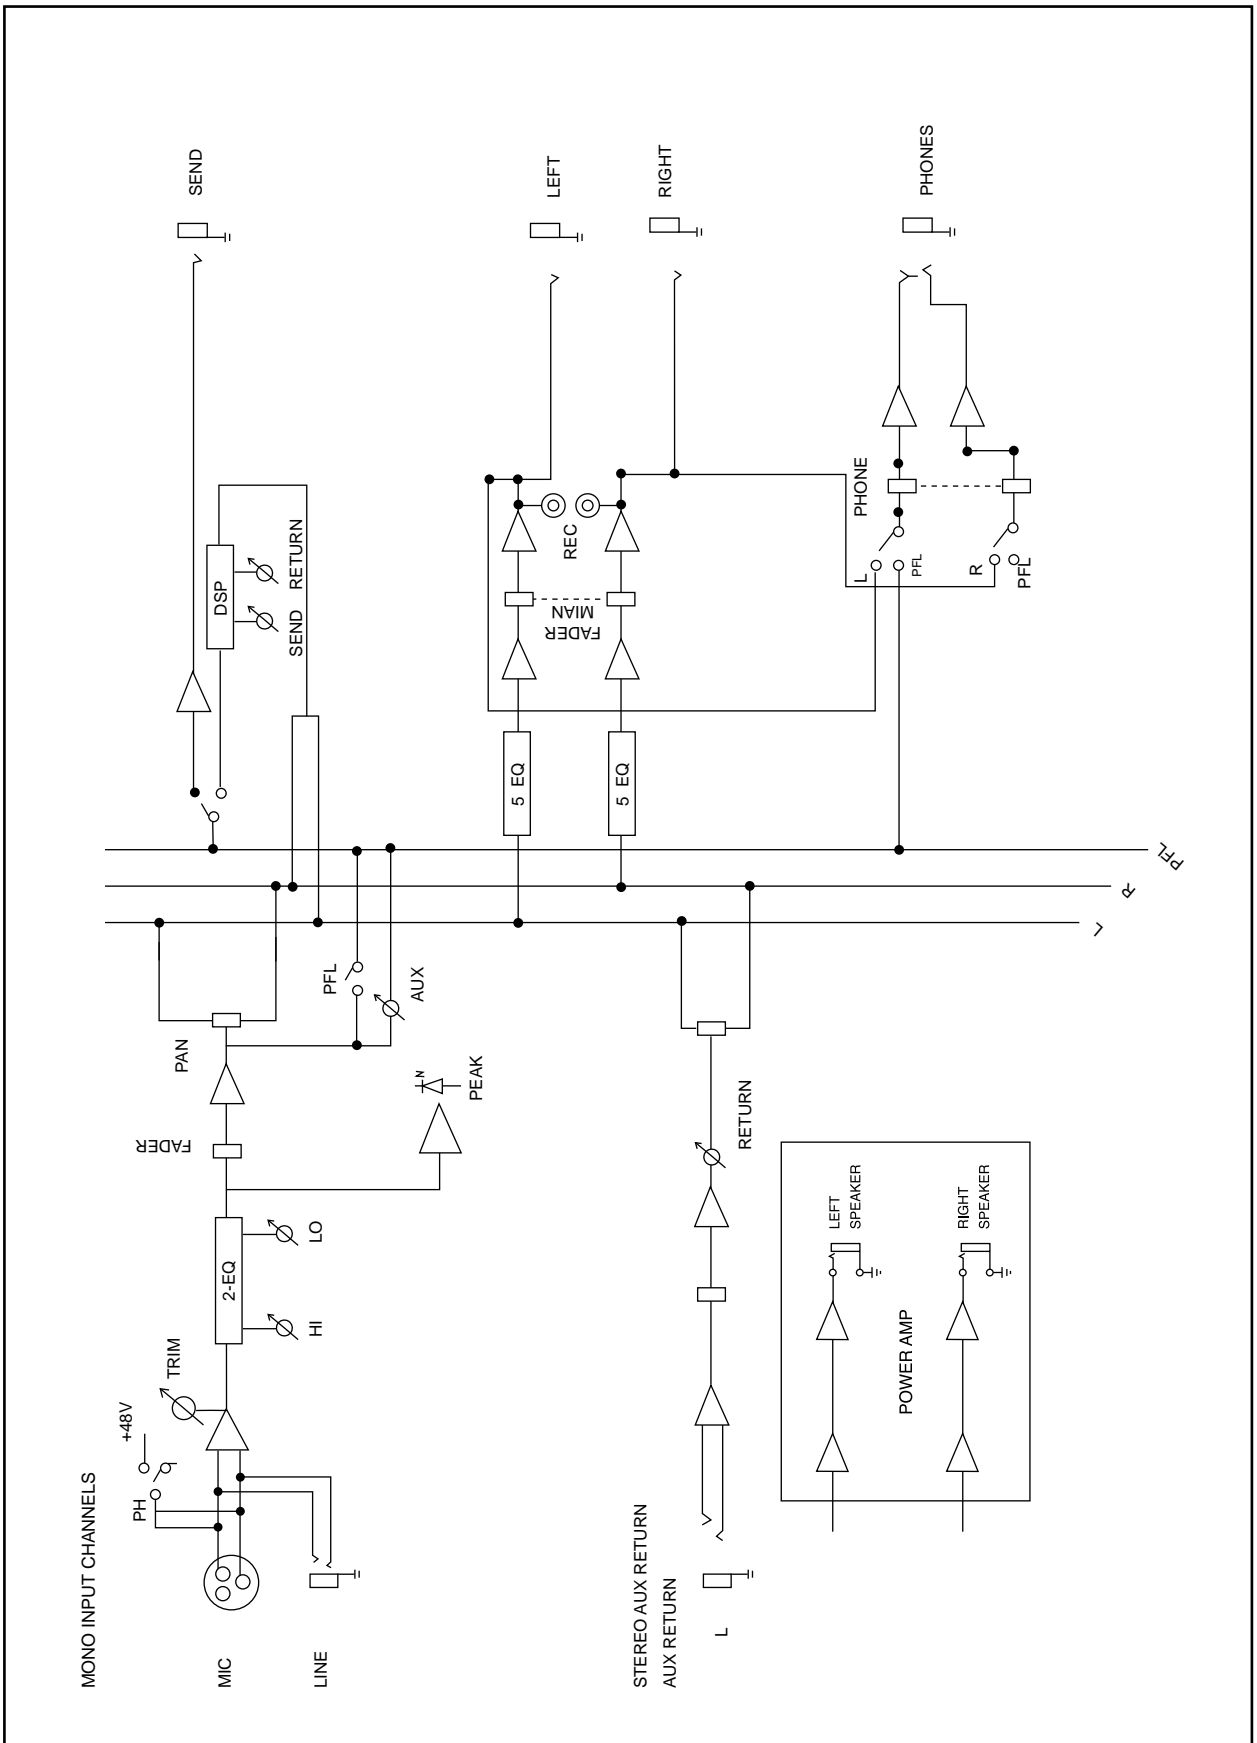 MONO INPUT CHANNELS
MIC
LINE
PH
+48V
TRIM
2-EQ
HI
LO
FADER
PAN
PEAK
PFL
AUX
L
R
PFL
SEND
DSP
SEND RETURN
5 EQ
5 EQ
FADER
MIAN
REC
LEFT
RIGHT
PHONE
L
PFL
R
PFL
PHONES
STEREO AUX RETURN
AUX RETURN
L
RETURN
POWER AMP
LEFT
SPEAKER
RIGHT
SPEAKER